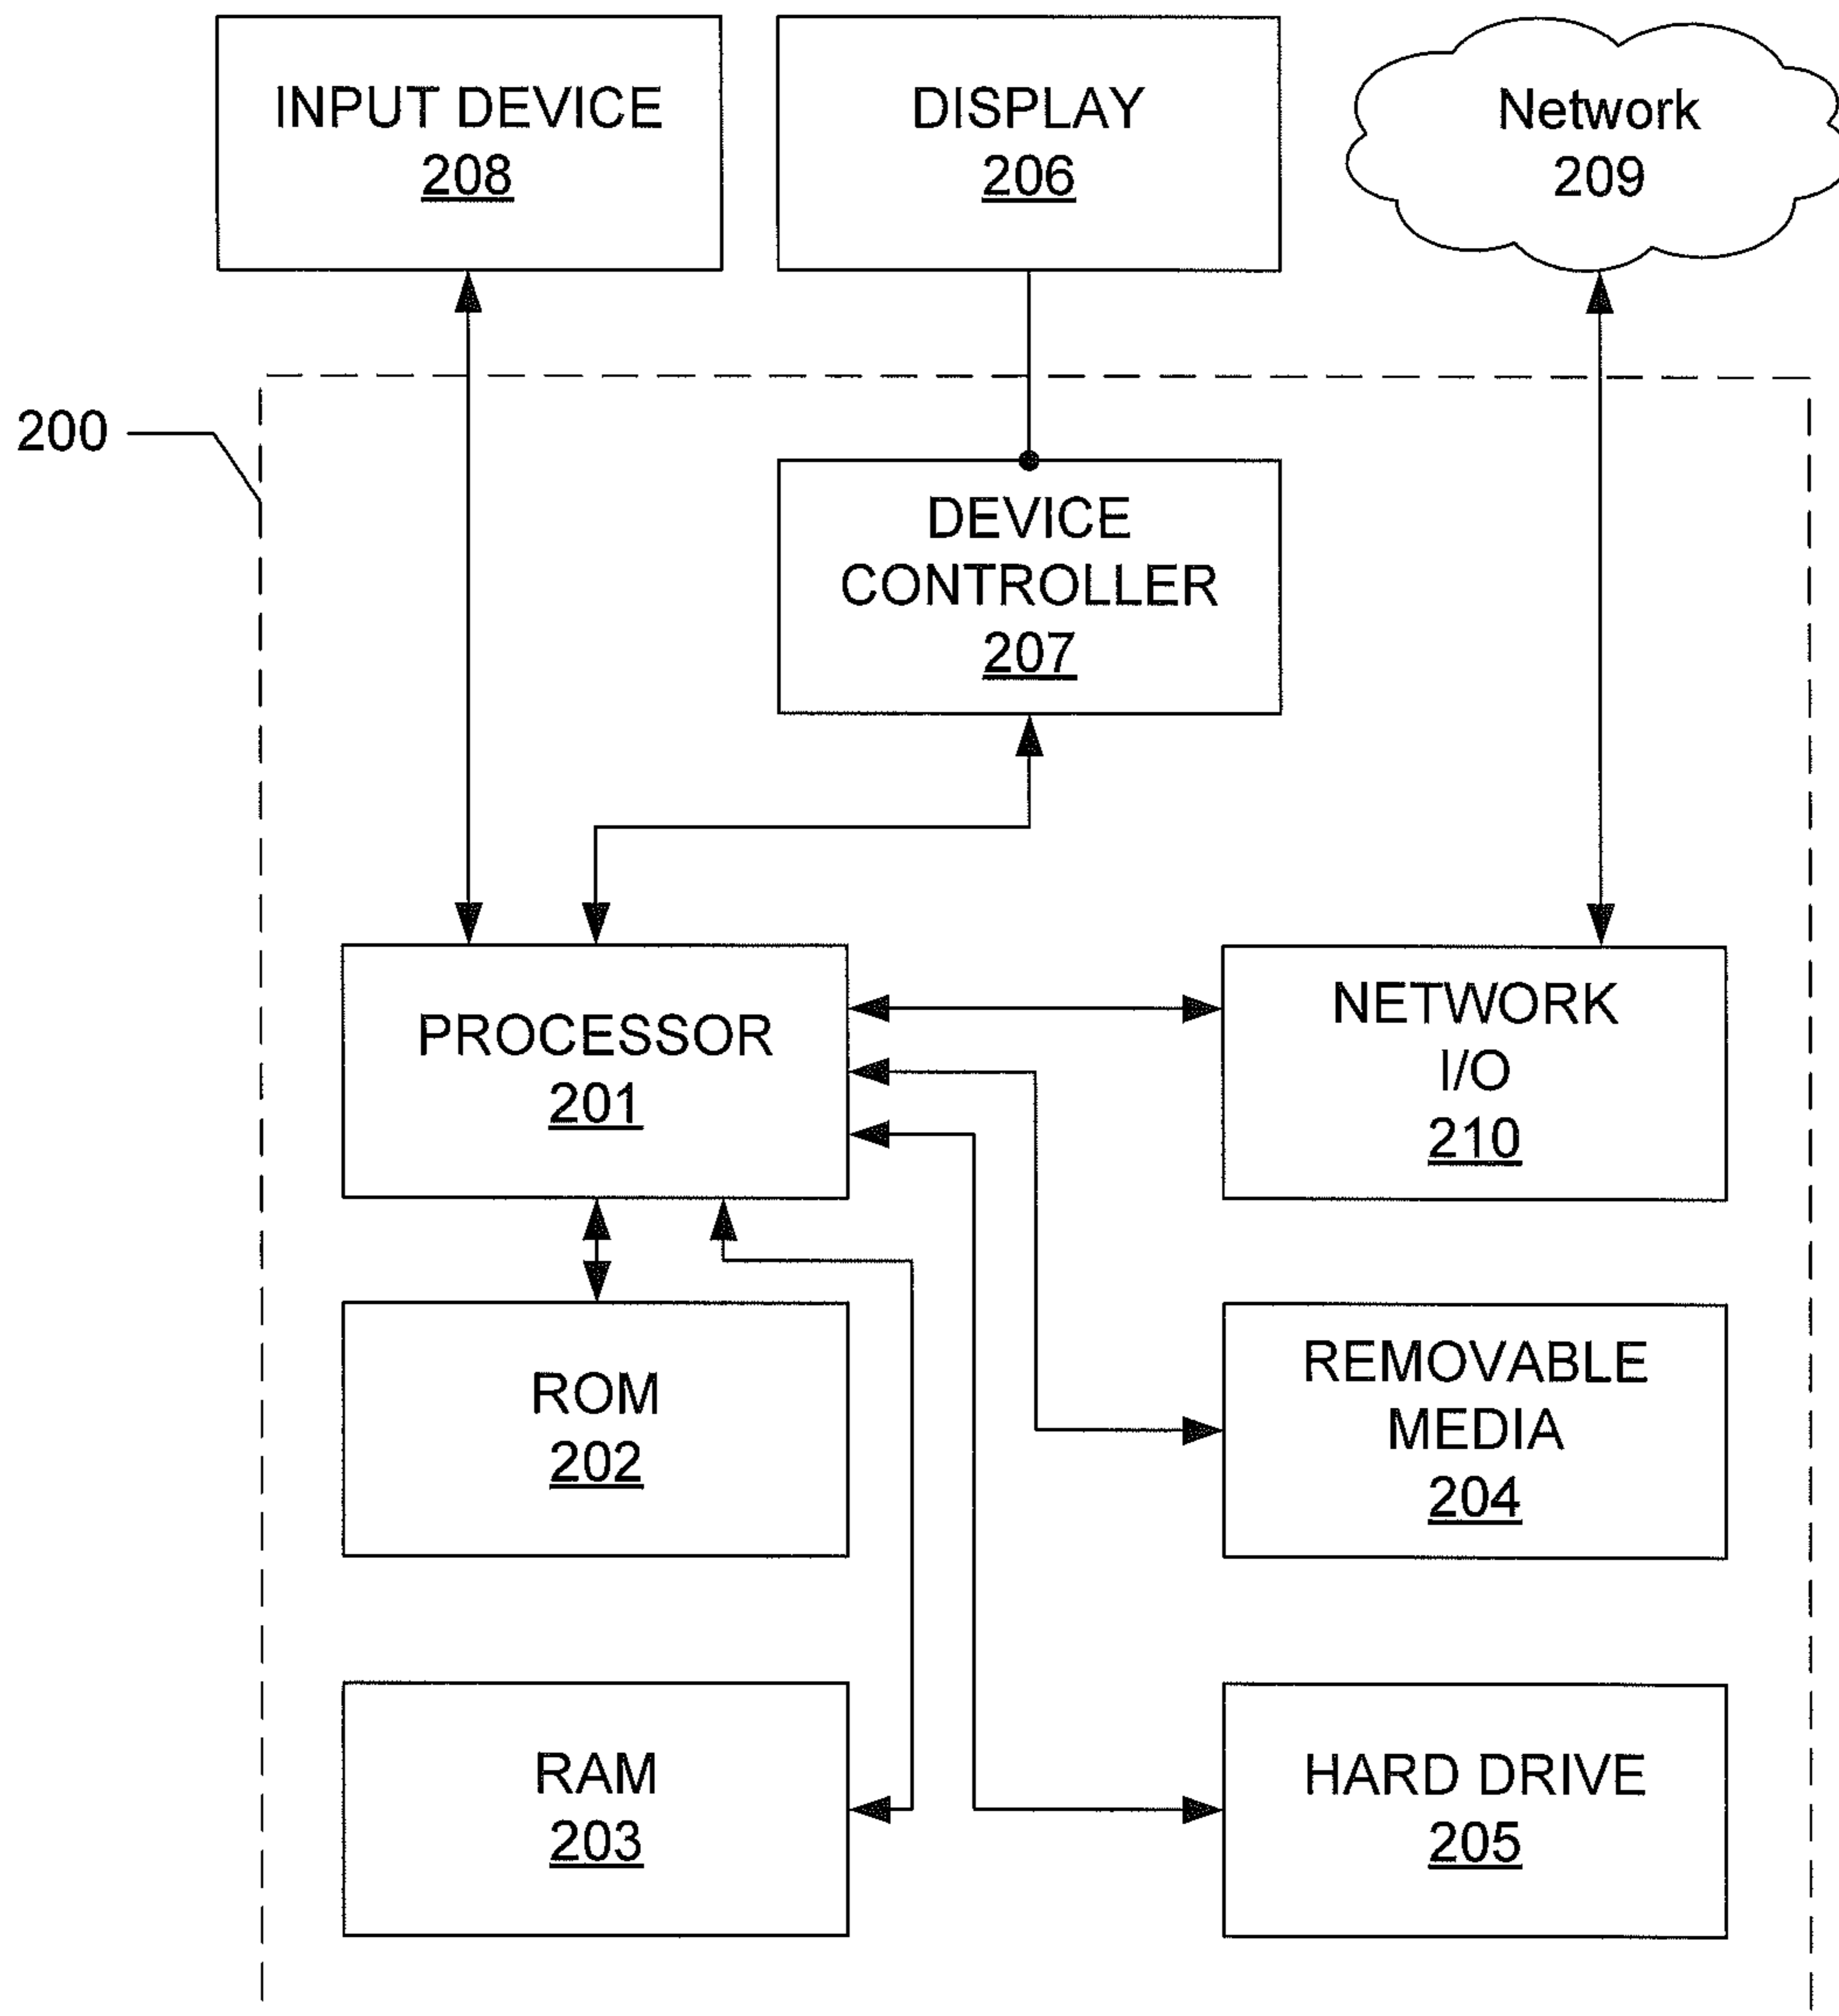 INPUT DEVICE
208
DISPLAY
206
Network
209
200
DEVICE
CONTROLLER
207
PROCESSOR
201
NETWORK
I/O
210
ROM
202
REMOVABLE
MEDIA
204
RAM
203
HARD DRIVE
205